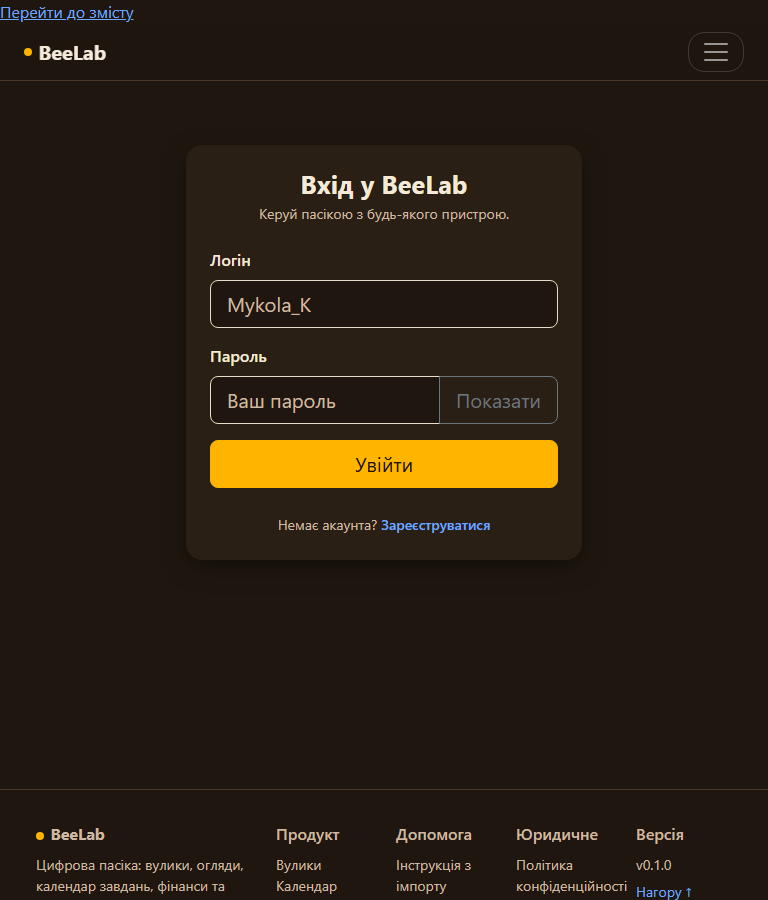 Перейти до змісту
BeeLab
Вхід у BeeLab
Керуй пасікою з будь-якого пристрою.
Логін
Mykola_K
Пароль
Ваш пароль
Показати
Увійти
Немає акаунта? Зареєструватися
BeeLab
Цифрова пасіка: вулики, огляди,
календар завдань, фінанси та
Продукт
Вулики
Календар
Допомога
Інструкція з
імпорту
Юридичне
Політика
конфіденційності
Версія
v0.1.0
Нагору ↑